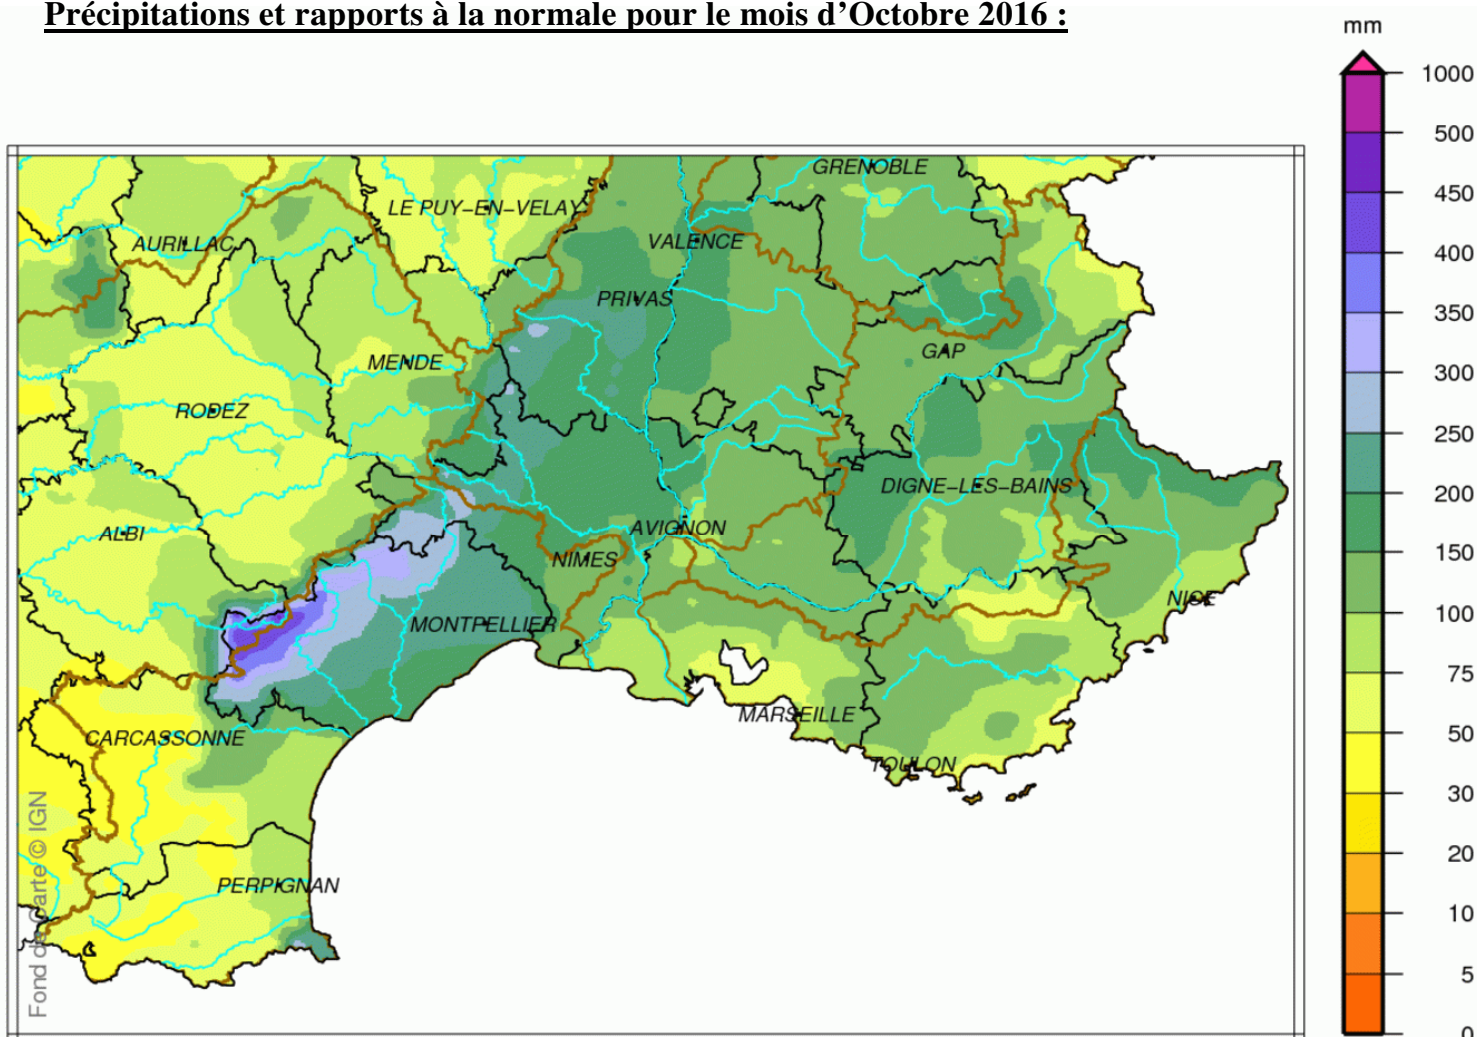 Précipitations et rapports à la normale pour le mois d’Octobre 2016 :
mm
1000
500
450
400
350
300
250
200
150
100
75
50
30
20
10
5
0
GRENOBLE
LE PUY-EN-VELAY
AURILLAC
VALENCE
PRIVAS
GAP
MENDE
RODEZ
DIGNE-LES-BAINS
ALBI
AVIGNON
NIMES
NICE
MONTPELLIER
MARSEILLE
CARCASSONNE
TOULON
PERPIGNAN
Fond de Carte © IGN